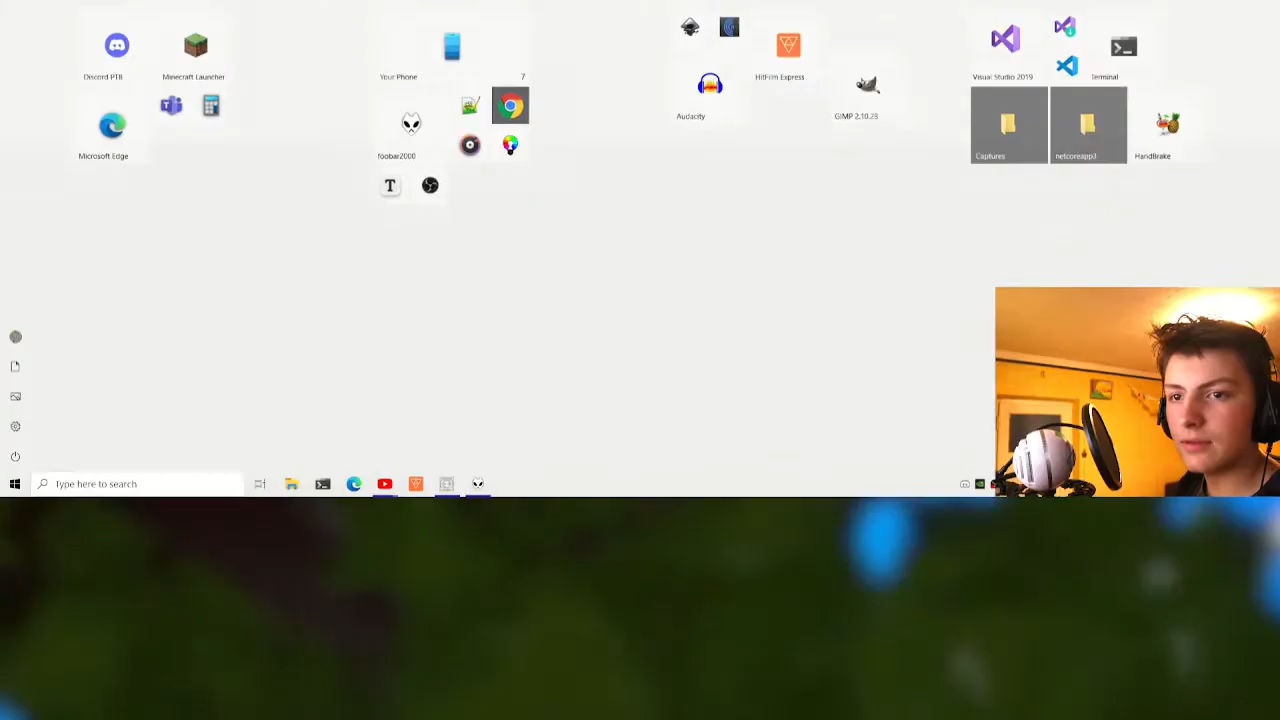 Discord PTB
Minecraft Launcher
Microsoft Edge
Your Phone
7
foobar2000
T
HitFilm Express
Audacity
GIMP 2.10.28
Visual Studio 2019
Terminal
Captures
netcoreapp3
HandBrake
Type here to search